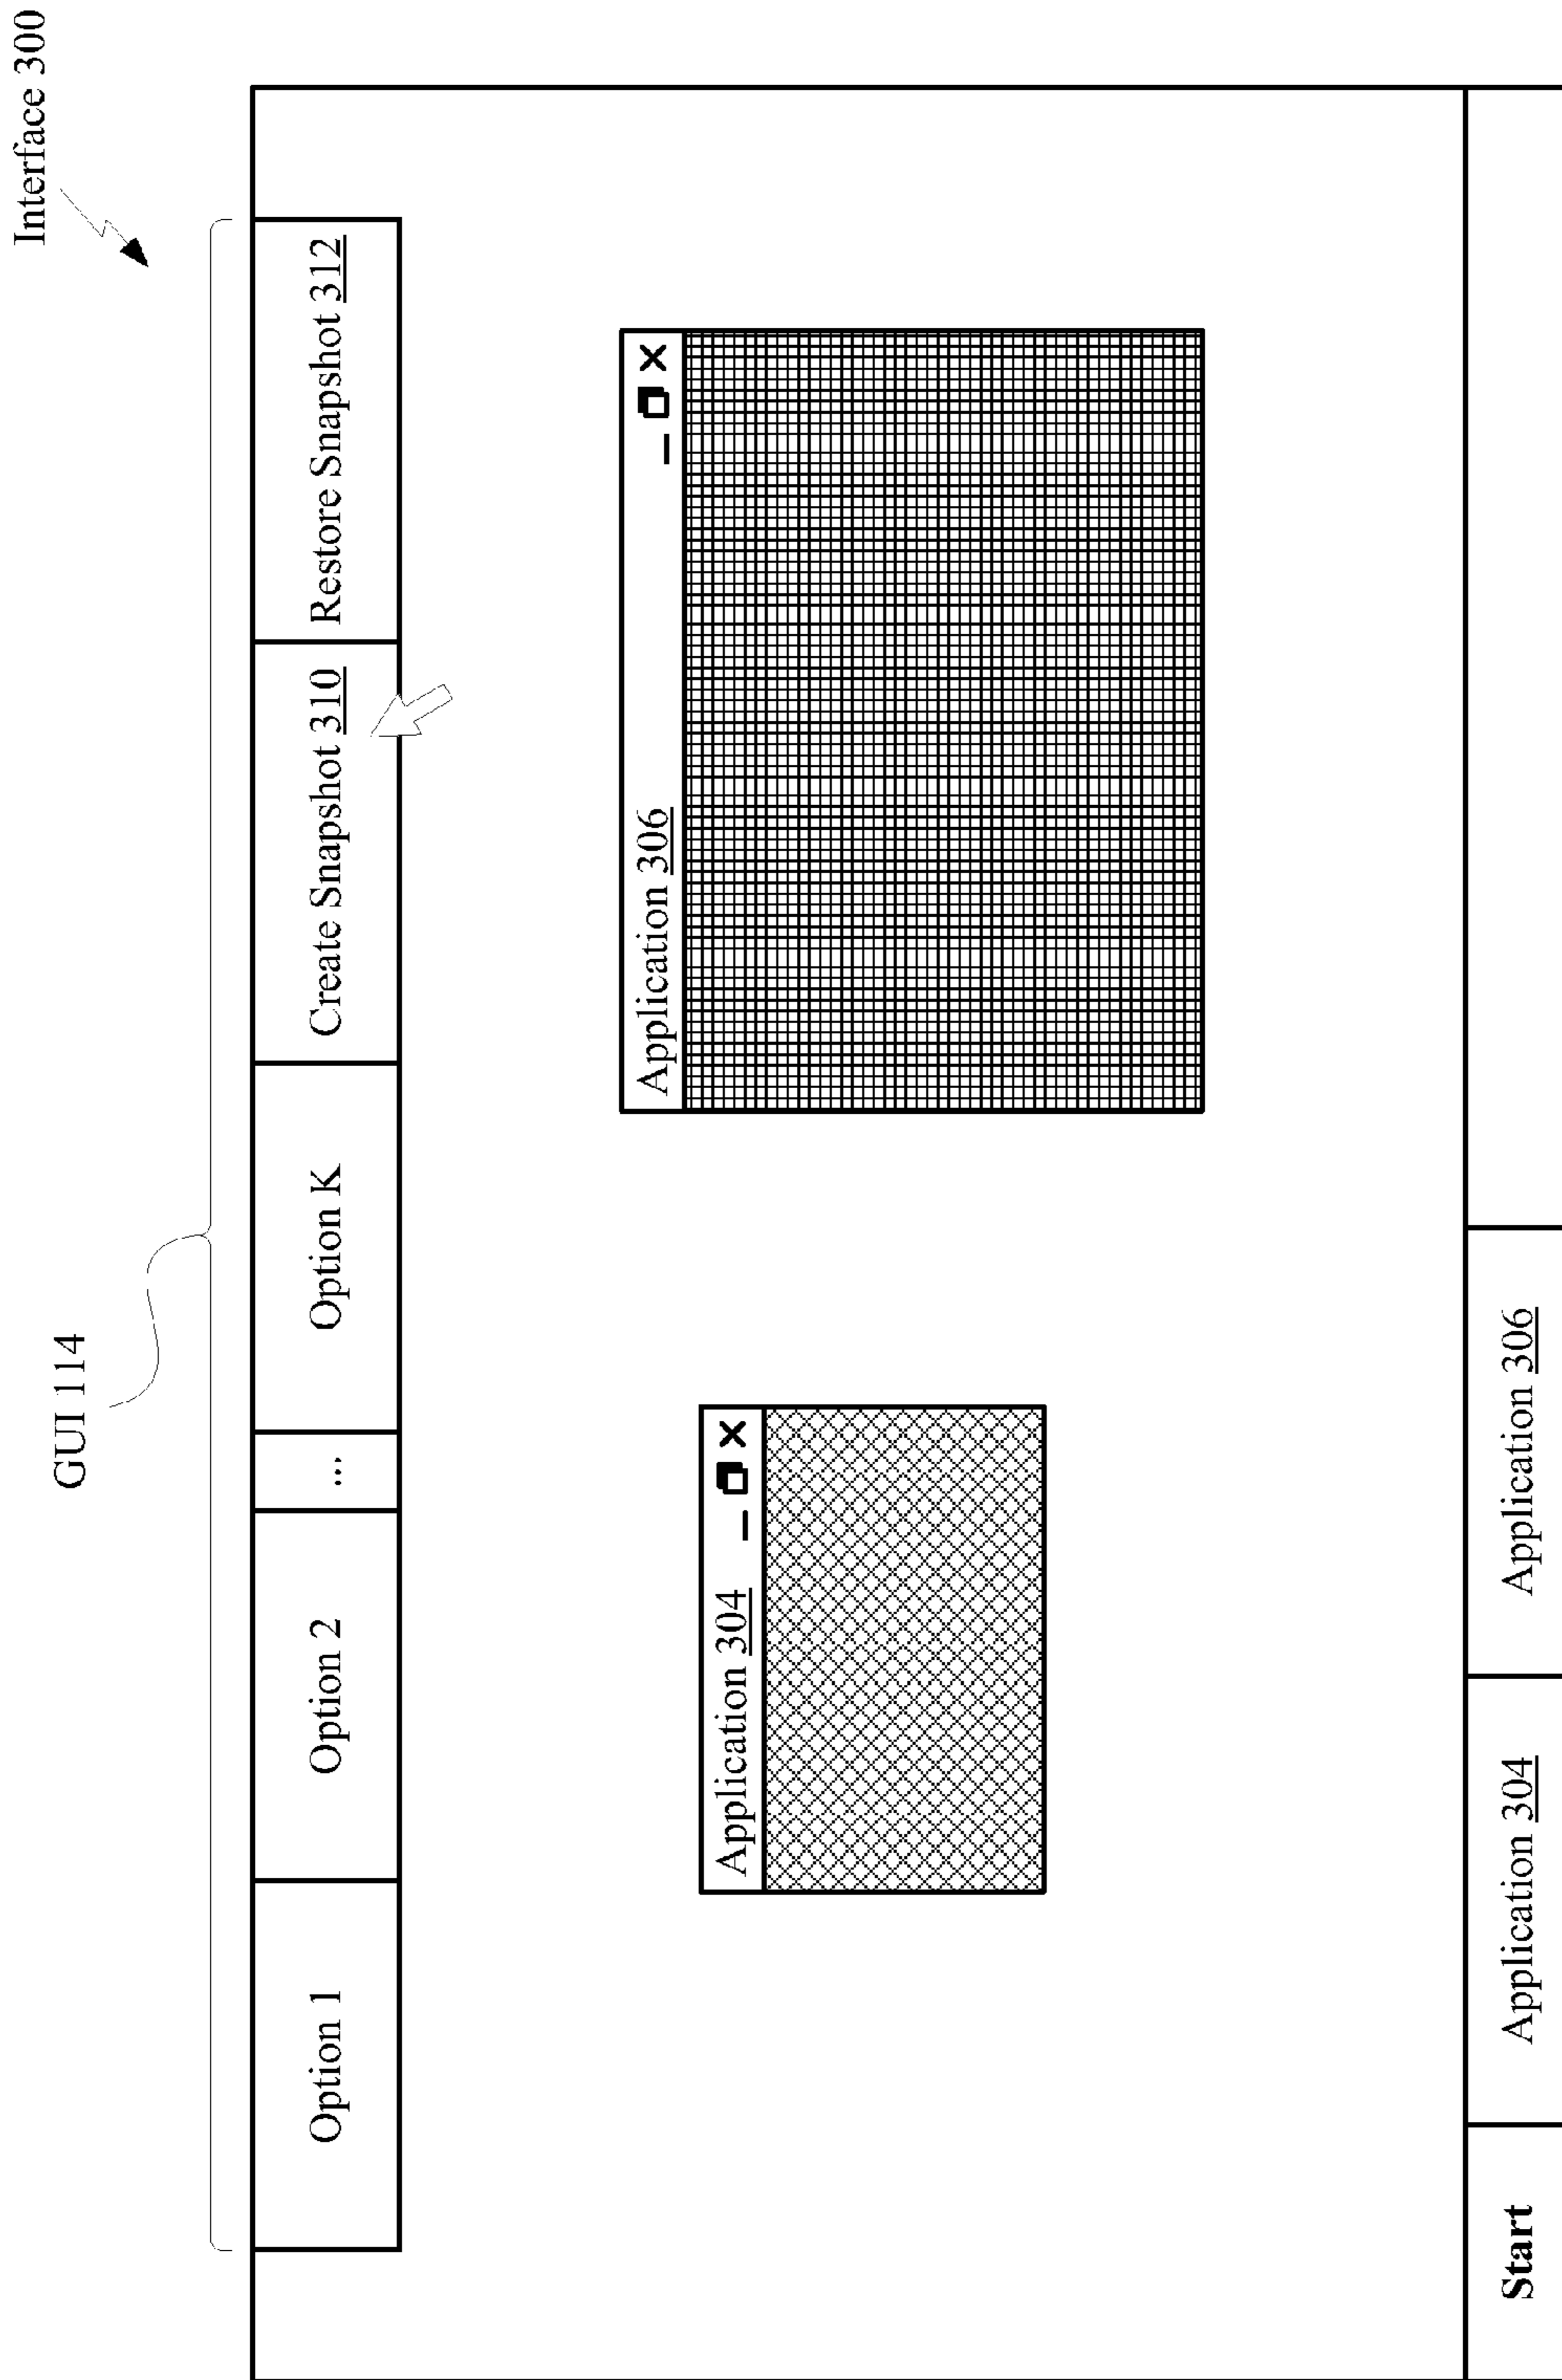 Interface 300
GUI 114
Option 1
Option 2
...
Option K
Create Snapshot 310
Restore Snapshot 312
Application 304
Application 306
Start
Application 304
Application 306